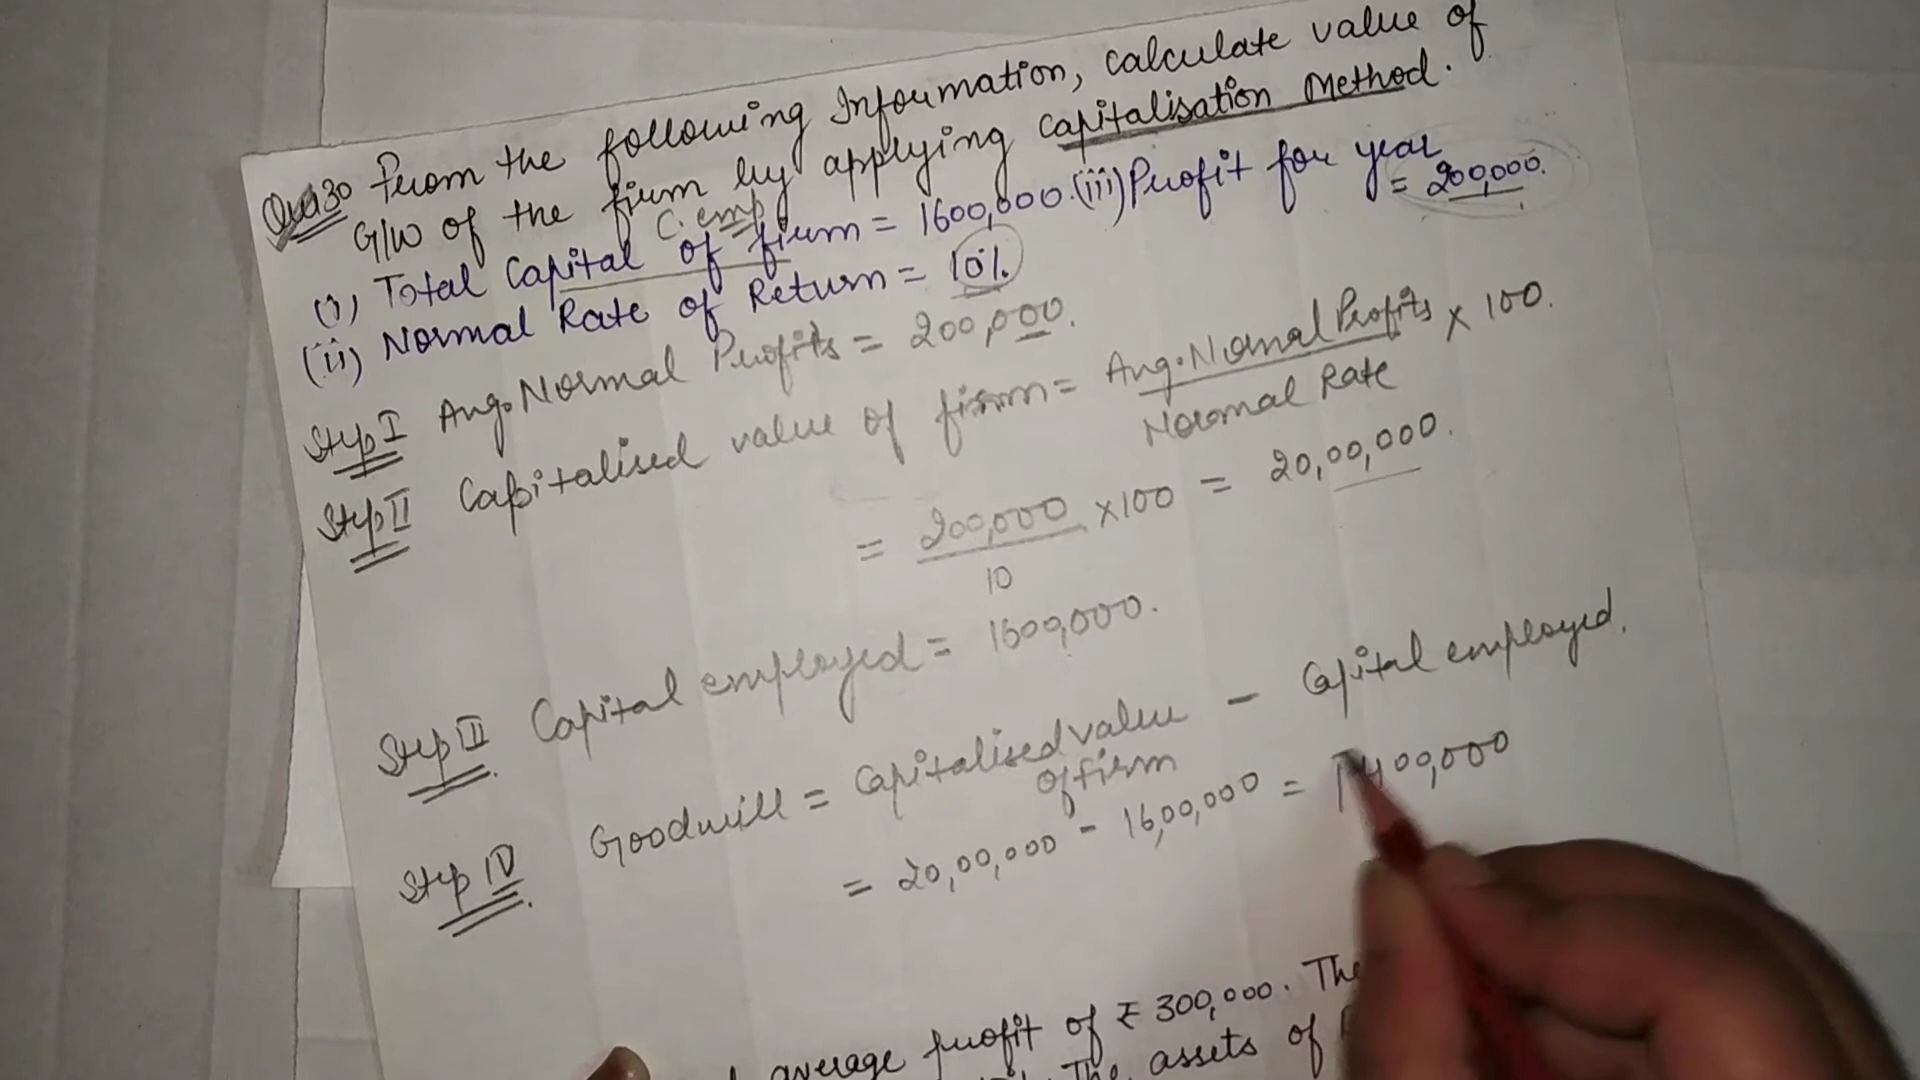 Que 30 From the following Information, calculate value of
G/W of the firm by applying capitalisation Method.
C. emp
(i) Total Capital of firm = 1600,000. (iii) Profit for year
= 200,000.
(ii) Normal Rate of Return = 10%.
Step I Avg. Normal Profits = 200,000.
Step II Capitalised value of firm = Avg. Normal Profits × 100.
Normal Rate
= 200,000 ×100 = 20,00,000.
10
Step III Capital employed = 1600,000.
Step IV Goodwill = Capitalised value - Capital employed.
of firm
= 20,00,000 - 16,00,000 = 400,000
average profit of ₹ 300,000. The
The assets of